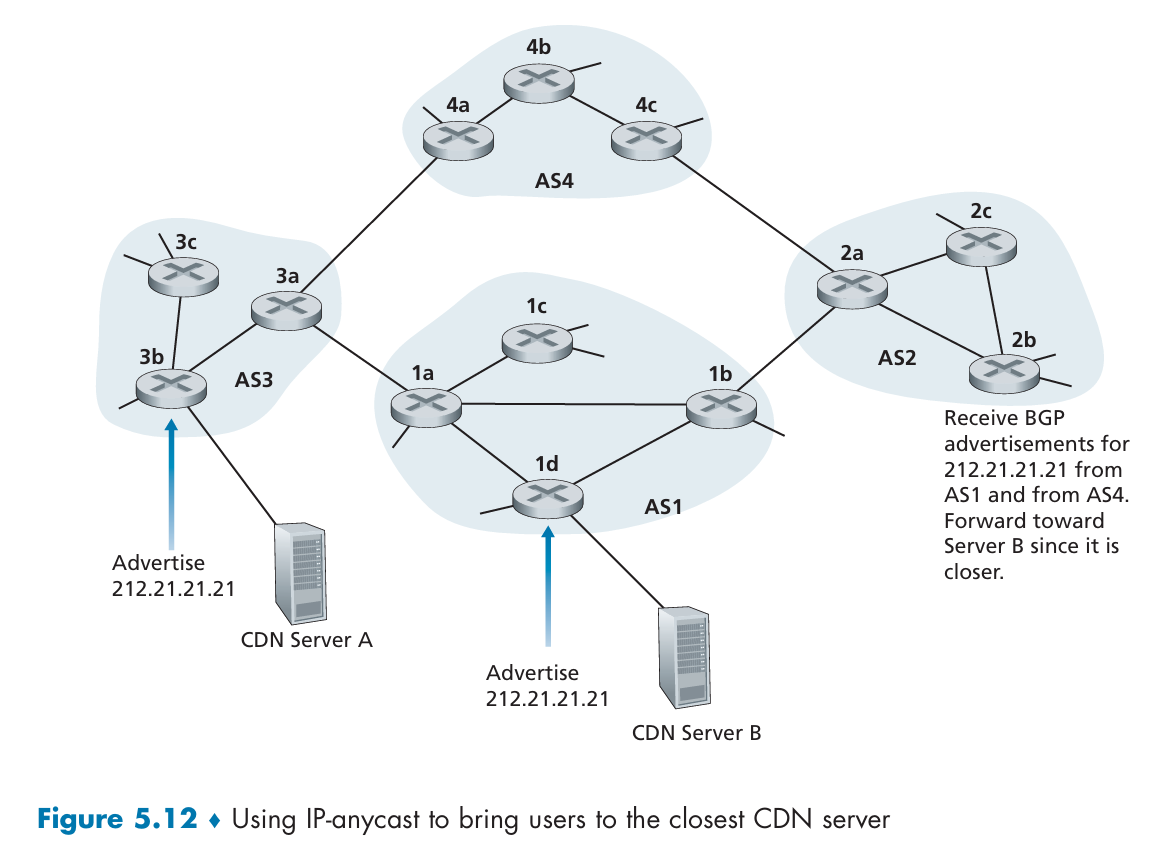 4b
4a
4c
AS4
2c
3c
2a
3a
1c
2b
3b
AS2
1a
1b
AS3
Receive BGP
advertisements for
212.21.21.21 from
AS1 and from AS4.
Forward toward
Server B since it is
closer.
1d
AS1
Advertise
212.21.21.21
CDN Server A
Advertise
212.21.21.21
CDN Server B
Figure 5.12 ♦ Using IP-anycast to bring users to the closest CDN server